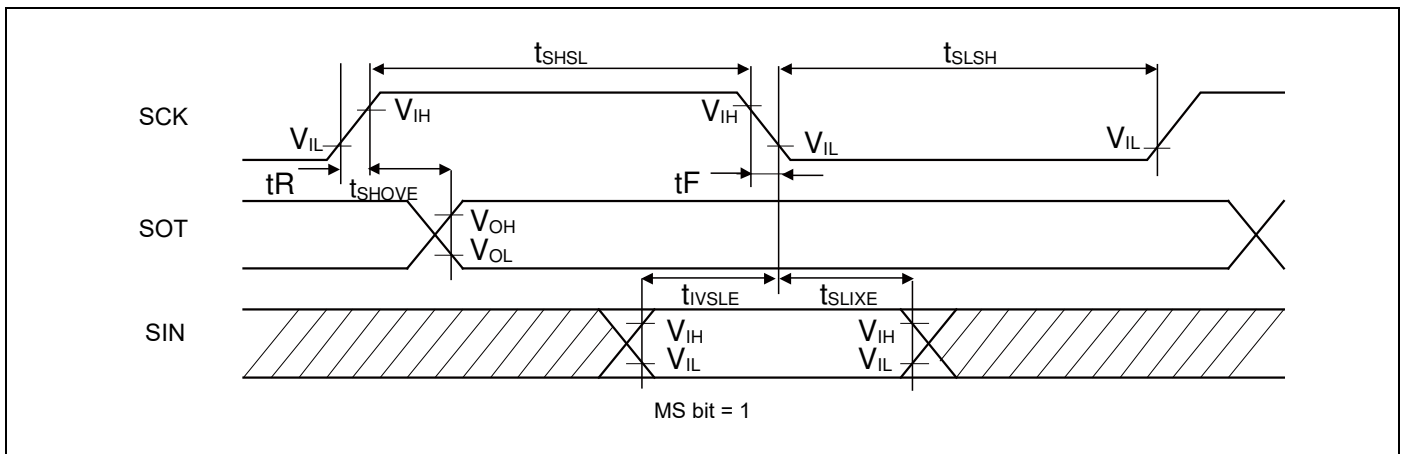 tSHSL tSLSH
SCK VIH VIH
VIL VIL VIL
tR tSHOVE tF
SOT VOH
VOL
tIVSLE tSLIXE
SIN VIH VIH
VIL VIL
MS bit = 1